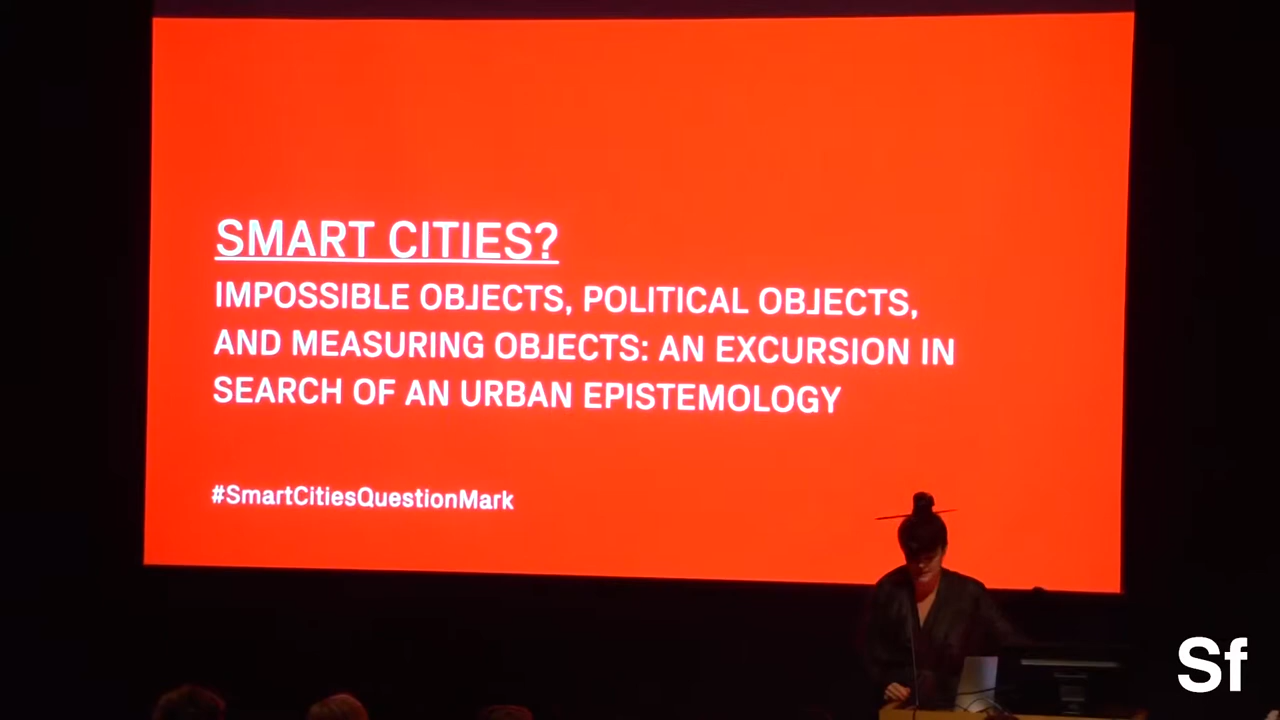 SMART CITIES?
IMPOSSIBLE OBJECTS, POLITICAL OBJECTS,
AND MEASURING OBJECTS: AN EXCURSION IN
SEARCH OF AN URBAN EPISTEMOLOGY
#SmartCitiesQuestionMark
Sf